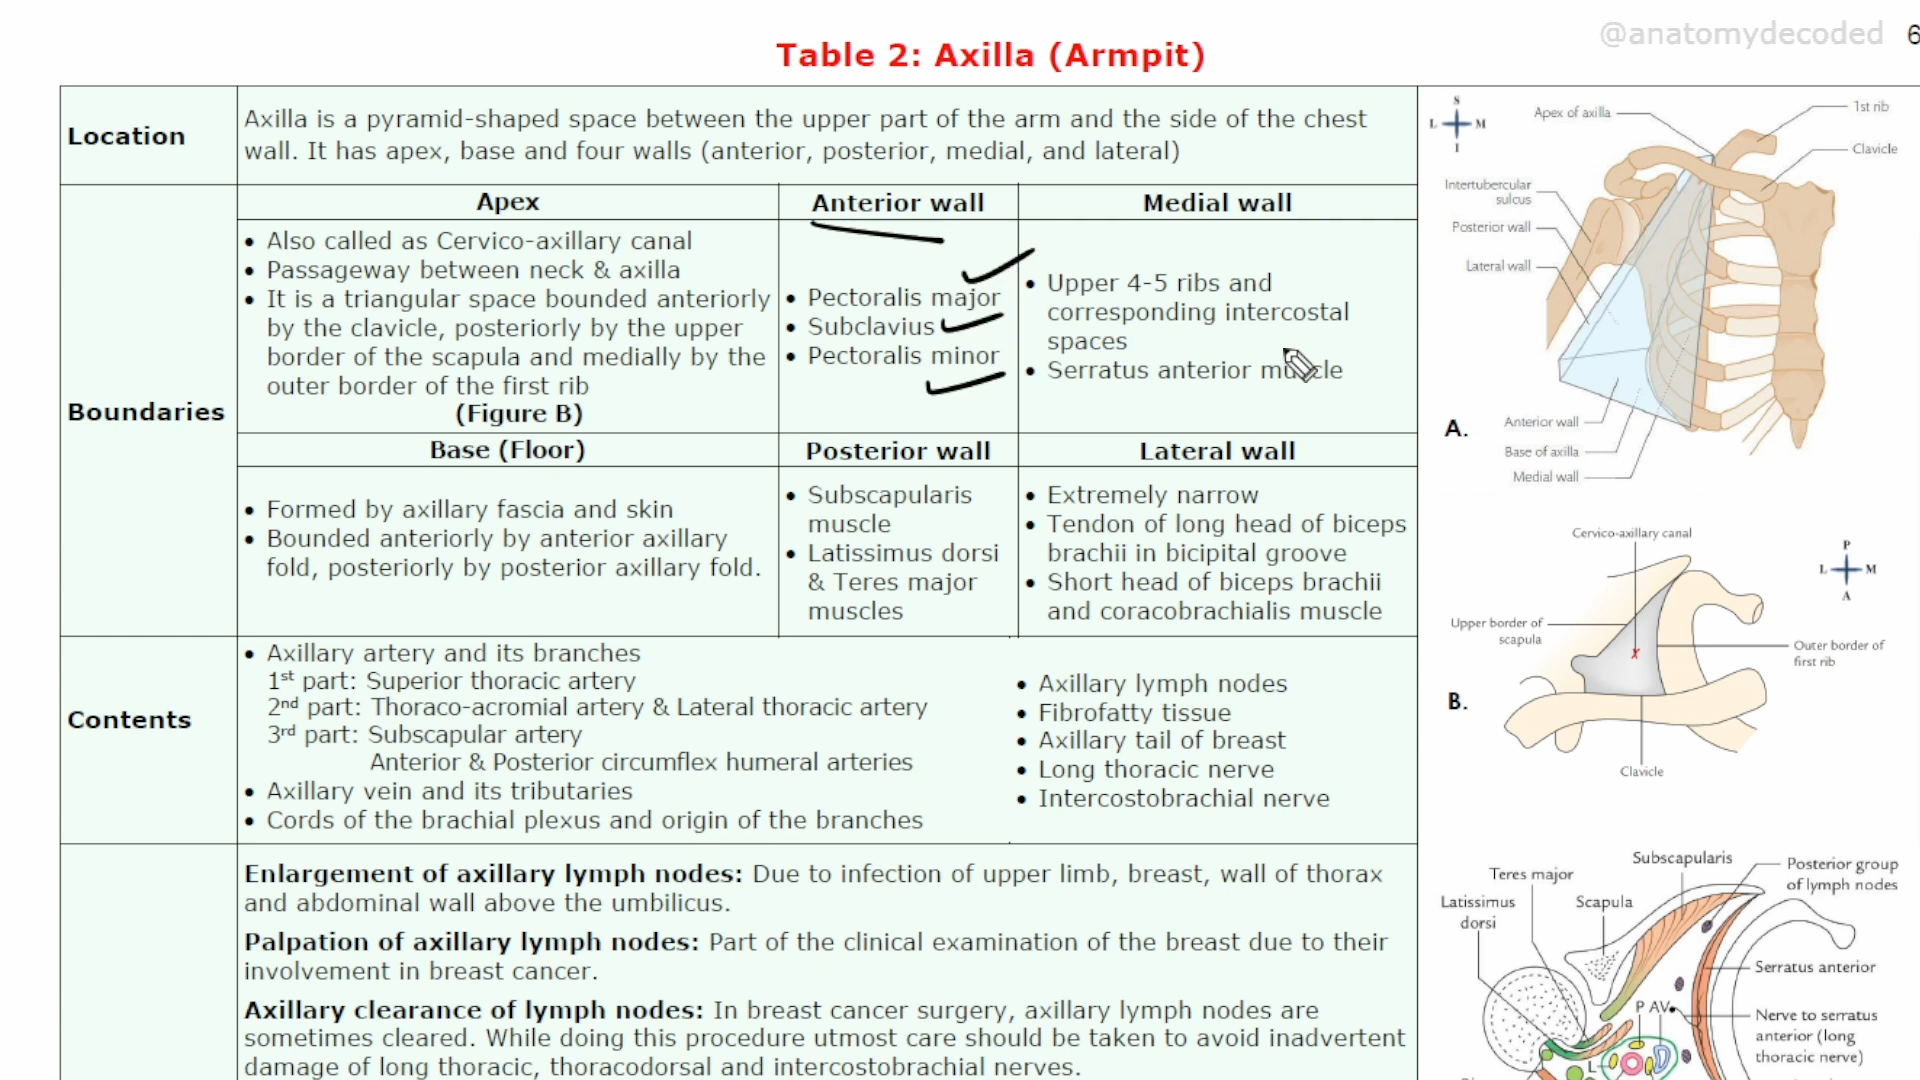 @anatomydecoded
6
Table 2: Axilla (Armpit)
Location
Axilla is a pyramid-shaped space between the upper part of the arm and the side of the chest
wall. It has apex, base and four walls (anterior, posterior, medial, and lateral)
Boundaries
Apex
• Also called as Cervico-axillary canal
• Passageway between neck & axilla
• It is a triangular space bounded anteriorly
by the clavicle, posteriorly by the upper
border of the scapula and medially by the
outer border of the first rib
(Figure B)
Anterior wall
• Pectoralis major
• Subclavius
• Pectoralis minor
Medial wall
• Upper 4-5 ribs and
corresponding intercostal
spaces
• Serratus anterior muscle
Base (Floor)
• Formed by axillary fascia and skin
• Bounded anteriorly by anterior axillary
fold, posteriorly by posterior axillary fold.
Posterior wall
• Subscapularis
muscle
• Latissimus dorsi
& Teres major
muscles
Lateral wall
• Extremely narrow
• Tendon of long head of biceps
brachii in bicipital groove
• Short head of biceps brachii
and coracobrachialis muscle
Contents
• Axillary artery and its branches
1st part: Superior thoracic artery
2nd part: Thoraco-acromial artery & Lateral thoracic artery
3rd part: Subscapular artery
Anterior & Posterior circumflex humeral arteries
• Axillary vein and its tributaries
• Cords of the brachial plexus and origin of the branches
• Axillary lymph nodes
• Fibrofatty tissue
• Axillary tail of breast
• Long thoracic nerve
• Intercostobrachial nerve
Enlargement of axillary lymph nodes: Due to infection of upper limb, breast, wall of thorax
and abdominal wall above the umbilicus.
Palpation of axillary lymph nodes: Part of the clinical examination of the breast due to their
involvement in breast cancer.
Axillary clearance of lymph nodes: In breast cancer surgery, axillary lymph nodes are
sometimes cleared. While doing this procedure utmost care should be taken to avoid inadvertent
damage of long thoracic, thoracodorsal and intercostobrachial nerves.
S
L M
I
Apex of axilla
1st rib
Clavicle
Intertubercular
sulcus
Posterior wall
Lateral wall
A.
Anterior wall
Base of axilla
Medial wall
Cervico-axillary canal
P
L M
A
Upper border of
scapula
x
Outer border of
first rib
B.
Clavicle
Subscapularis
Posterior group
of lymph nodes
Teres major
Latissimus
dorsi
Scapula
Serratus anterior
P A V
Nerve to serratus
anterior (long
thoracic nerve)
L